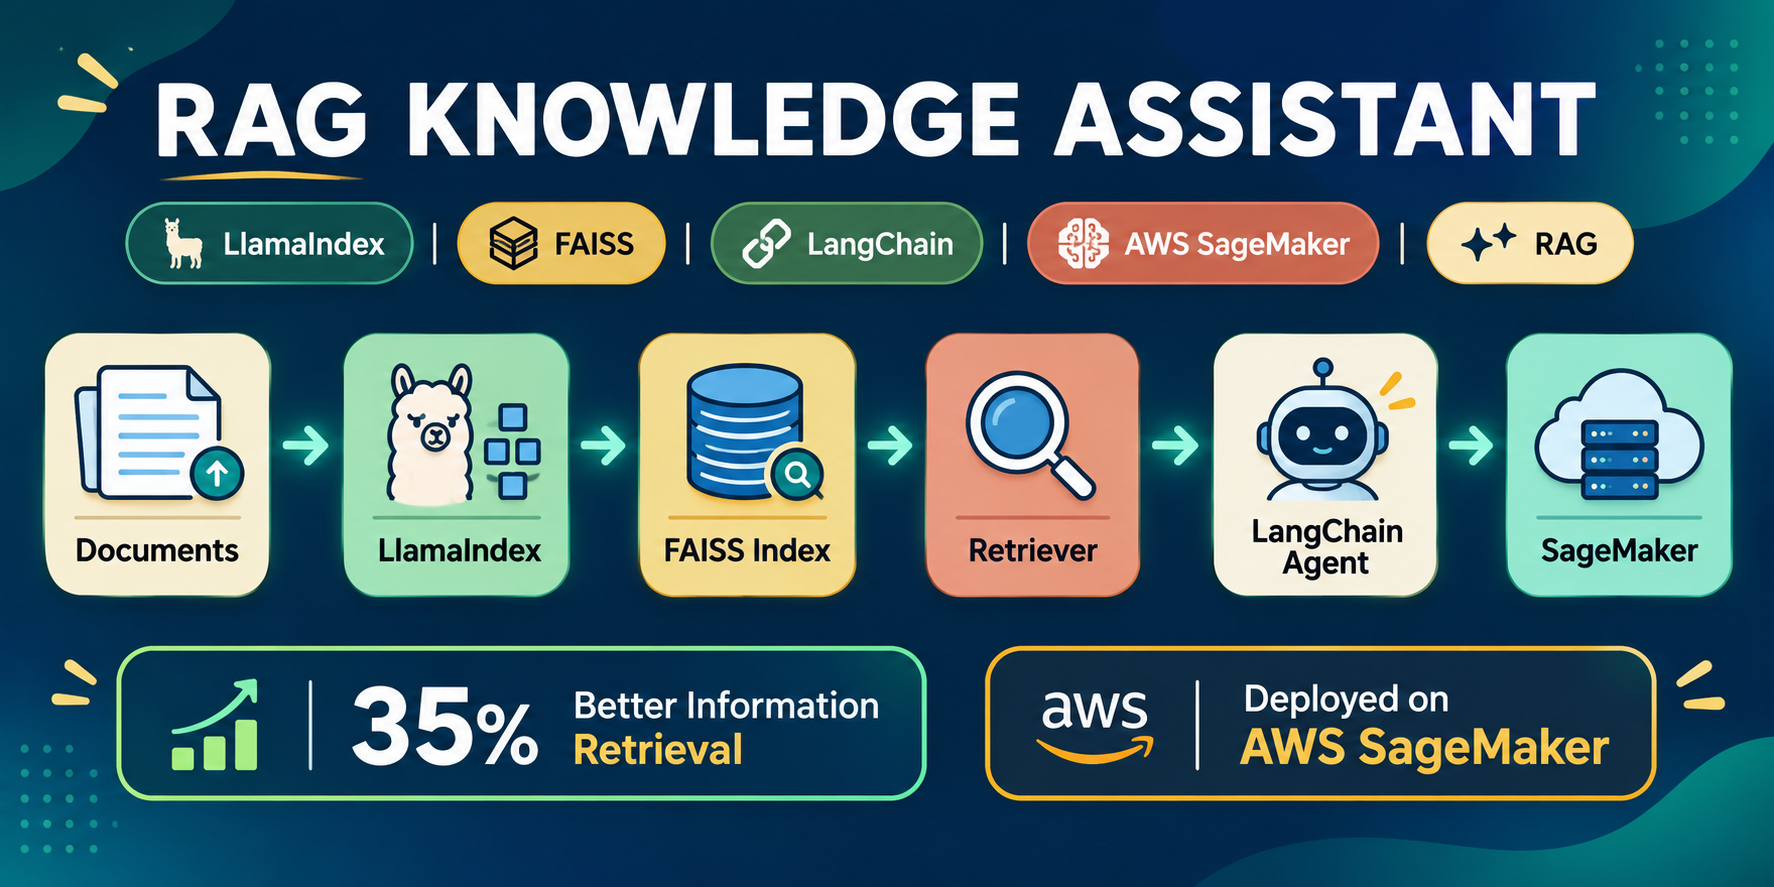 RAG KNOWLEDGE ASSISTANT
LlamaIndex | FAISS | LangChain | AWS SageMaker | RAG
Documents
LlamaIndex
FAISS Index
Retriever
LangChain
Agent
SageMaker
35%
Better Information
Retrieval
aws
Deployed on
AWS SageMaker